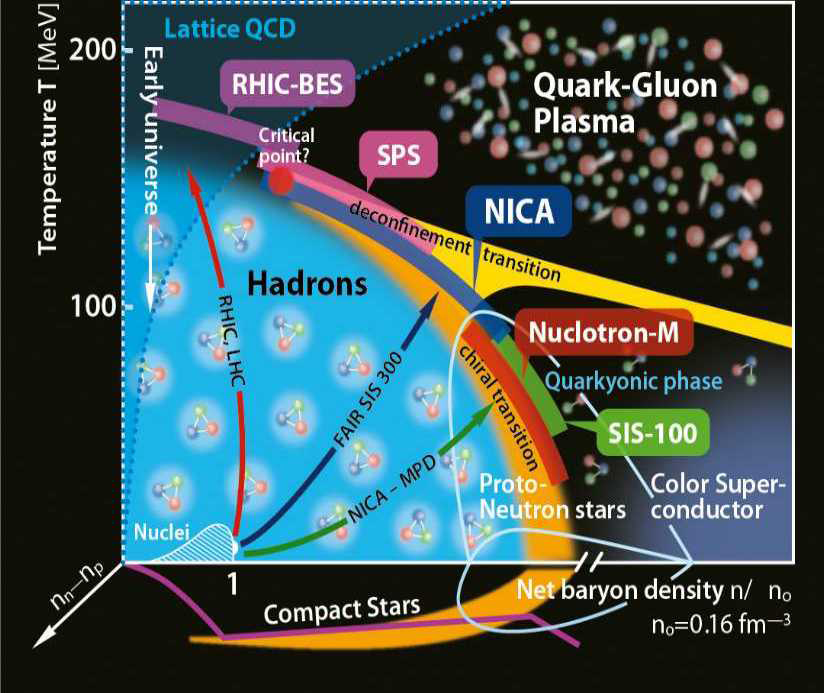 Temperature T [MeV]
200
100
Lattice QCD
Early universe
RHIC-BES
Critical
point?
SPS
Quark-Gluon
Plasma
NICA
deconfinement transition
Hadrons
RHIC, LHC
FAIR SIS 300
NICA – MPD
chiral transition
Nuclotron-M
Quarkyonic phase
SIS-100
Proto-
Neutron stars
Color Super-
conductor
Nuclei
nₙ–nₚ
1
Compact Stars
Net baryon density n/ n₀
n₀=0.16 fm⁻³